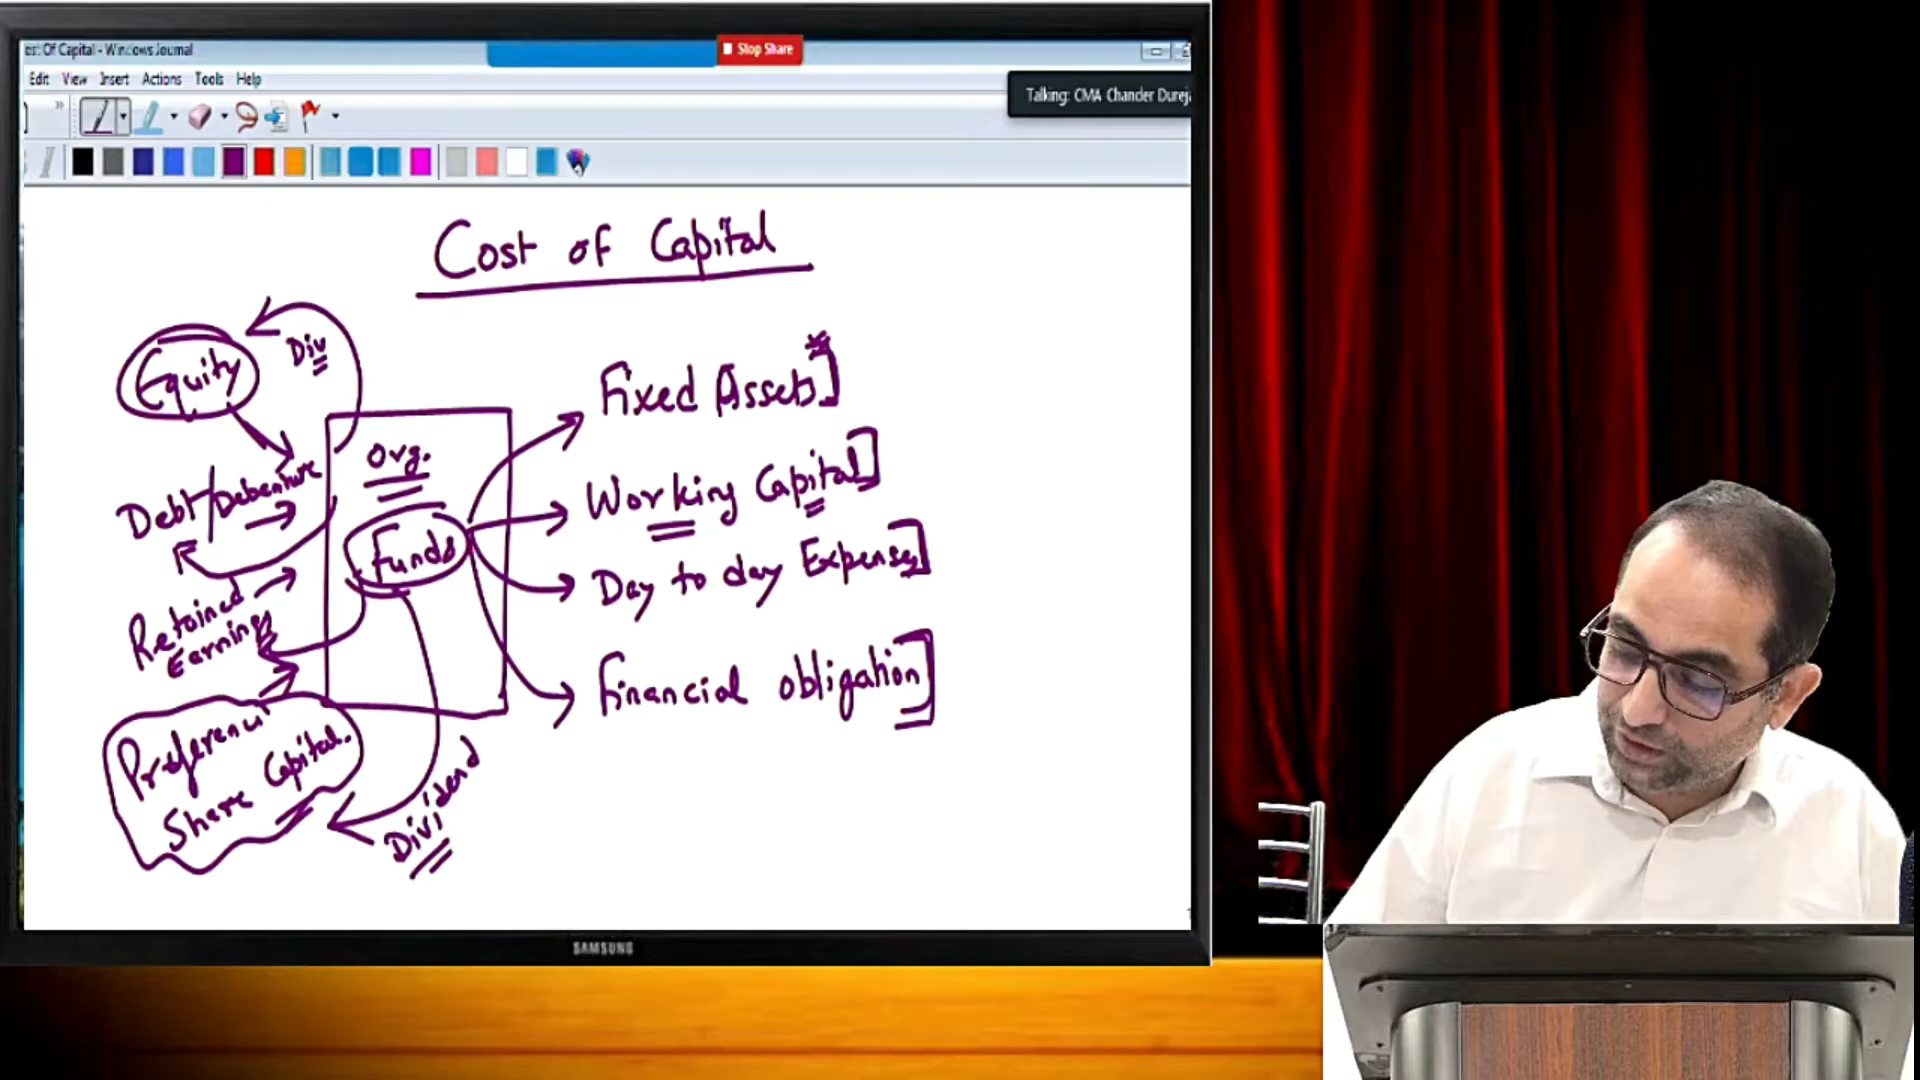 est Of Capital - Windows Journal
Stop Share
Edit View Insert Actions Tools Help
Talking: CMA Chander Dureja
Cost of Capital
Equity
Div
Debt/Debenture
Retained
Earning
Preference
Share Capital.
Dividend
Org.
Funds
Fixed Assets
Working Capital
Day to day Expenses
Financial obligation
SAMSUNG